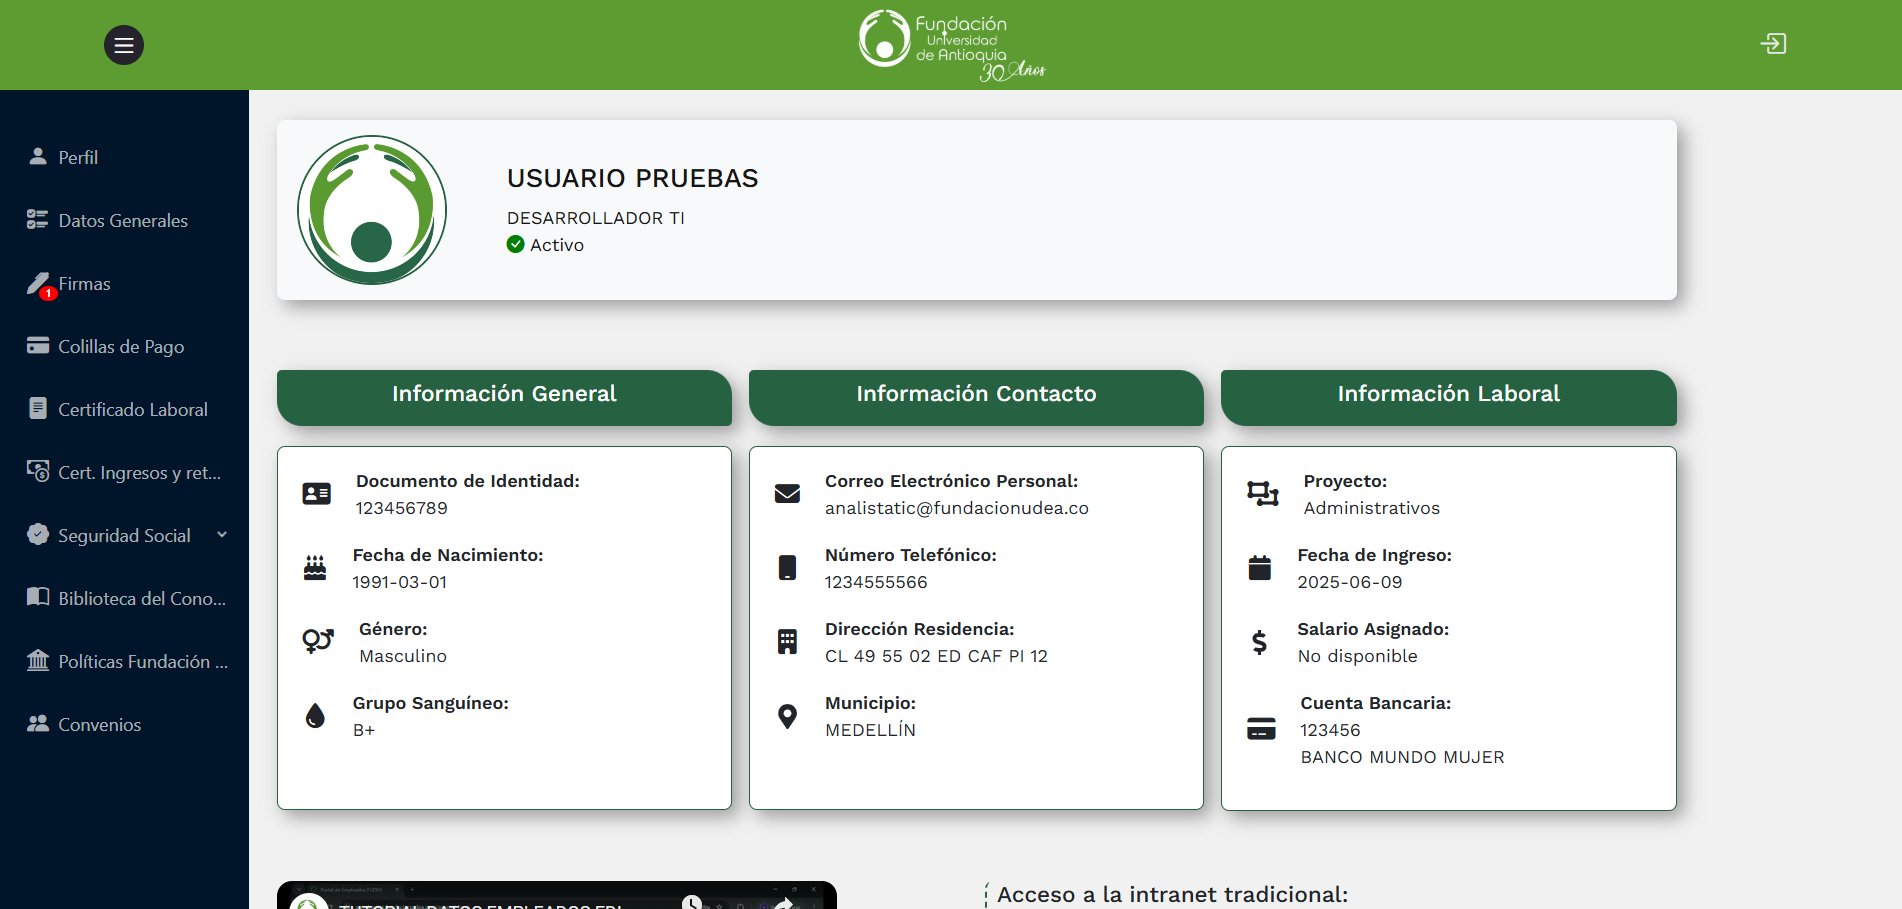 Fundación
Universidad
de Antioquia
30 Años
Perfil
Datos Generales
1
Firmas
Colillas de Pago
Certificado Laboral
Cert. Ingresos y ret...
Seguridad Social
Biblioteca del Cono...
Políticas Fundación ...
Convenios
USUARIO PRUEBAS
DESARROLLADOR TI
Activo
Información General
Documento de Identidad:
123456789
Fecha de Nacimiento:
1991-03-01
Género:
Masculino
Grupo Sanguíneo:
B+
Información Contacto
Correo Electrónico Personal:
analistatic@fundacionudea.co
Número Telefónico:
1234555566
Dirección Residencia:
CL 49 55 02 ED CAF PI 12
Municipio:
MEDELLÍN
Información Laboral
Proyecto:
Administrativos
Fecha de Ingreso:
2025-06-09
Salario Asignado:
No disponible
Cuenta Bancaria:
123456
BANCO MUNDO MUJER
TUTORIAL DATOS EMPLEADOS
Acceso a la intranet tradicional: